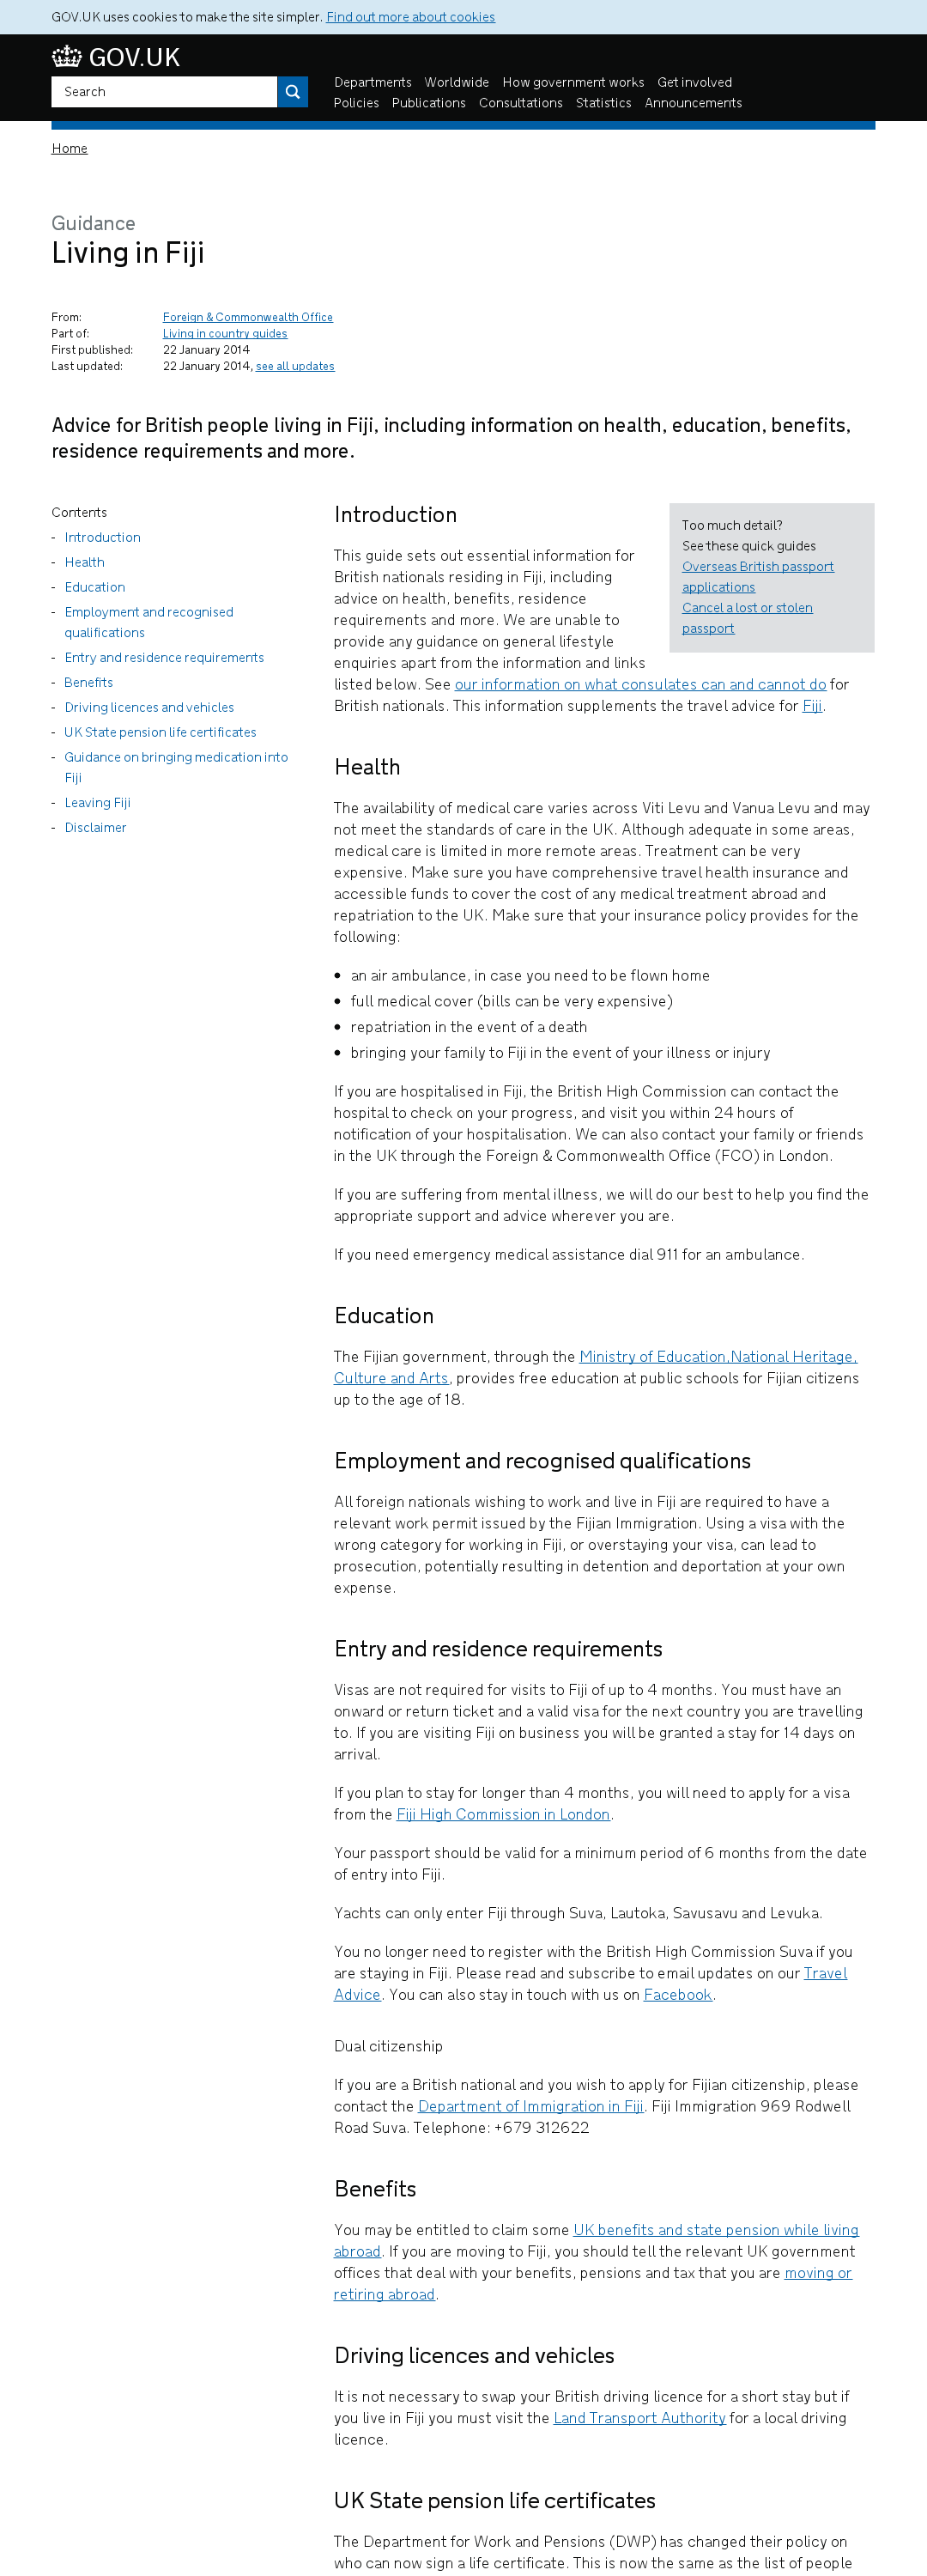 GOV.UK uses cookies to make the site simpler. Find out more about cookies
GOV.UK
Search
Departments Worldwide How government works Get involved
Policies Publications Consultations Statistics Announcements
Home
Guidance
Living in Fiji
From: Foreign & Commonwealth Office
Part of: Living in country guides
First published: 22 January 2014
Last updated: 22 January 2014, see all updates
Advice for British people living in Fiji, including information on health, education, benefits,
residence requirements and more.
Contents
- Introduction
- Health
- Education
- Employment and recognised
qualifications
- Entry and residence requirements
- Benefits
- Driving licences and vehicles
- UK State pension life certificates
- Guidance on bringing medication into
Fiji
- Leaving Fiji
- Disclaimer
Introduction
This guide sets out essential information for
British nationals residing in Fiji, including
advice on health, benefits, residence
requirements and more. We are unable to
provide any guidance on general lifestyle
enquiries apart from the information and links
listed below. See our information on what consulates can and cannot do for
British nationals. This information supplements the travel advice for Fiji.
Too much detail?
See these quick guides
Overseas British passport
applications
Cancel a lost or stolen
passport
Health
The availability of medical care varies across Viti Levu and Vanua Levu and may
not meet the standards of care in the UK. Although adequate in some areas,
medical care is limited in more remote areas. Treatment can be very
expensive. Make sure you have comprehensive travel health insurance and
accessible funds to cover the cost of any medical treatment abroad and
repatriation to the UK. Make sure that your insurance policy provides for the
following:
• an air ambulance, in case you need to be flown home
• full medical cover (bills can be very expensive)
• repatriation in the event of a death
• bringing your family to Fiji in the event of your illness or injury
If you are hospitalised in Fiji, the British High Commission can contact the
hospital to check on your progress, and visit you within 24 hours of
notification of your hospitalisation. We can also contact your family or friends
in the UK through the Foreign & Commonwealth Office (FCO) in London.
If you are suffering from mental illness, we will do our best to help you find the
appropriate support and advice wherever you are.
If you need emergency medical assistance dial 911 for an ambulance.
Education
The Fijian government, through the Ministry of Education,National Heritage,
Culture and Arts, provides free education at public schools for Fijian citizens
up to the age of 18.
Employment and recognised qualifications
All foreign nationals wishing to work and live in Fiji are required to have a
relevant work permit issued by the Fijian Immigration. Using a visa with the
wrong category for working in Fiji, or overstaying your visa, can lead to
prosecution, potentially resulting in detention and deportation at your own
expense.
Entry and residence requirements
Visas are not required for visits to Fiji of up to 4 months. You must have an
onward or return ticket and a valid visa for the next country you are travelling
to. If you are visiting Fiji on business you will be granted a stay for 14 days on
arrival.
If you plan to stay for longer than 4 months, you will need to apply for a visa
from the Fiji High Commission in London.
Your passport should be valid for a minimum period of 6 months from the date
of entry into Fiji.
Yachts can only enter Fiji through Suva, Lautoka, Savusavu and Levuka.
You no longer need to register with the British High Commission Suva if you
are staying in Fiji. Please read and subscribe to email updates on our Travel
Advice. You can also stay in touch with us on Facebook.
Dual citizenship
If you are a British national and you wish to apply for Fijian citizenship, please
contact the Department of Immigration in Fiji. Fiji Immigration 969 Rodwell
Road Suva. Telephone: +679 312622
Benefits
You may be entitled to claim some UK benefits and state pension while living
abroad. If you are moving to Fiji, you should tell the relevant UK government
offices that deal with your benefits, pensions and tax that you are moving or
retiring abroad.
Driving licences and vehicles
It is not necessary to swap your British driving licence for a short stay but if
you live in Fiji you must visit the Land Transport Authority for a local driving
licence.
UK State pension life certificates
The Department for Work and Pensions (DWP) has changed their policy on
who can now sign a life certificate. This is now the same as the list of people